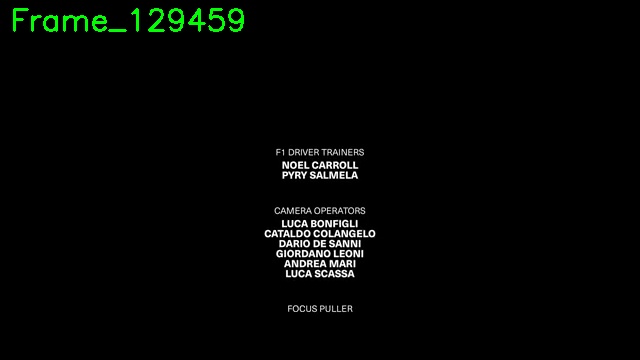 Frame_129459
F1 DRIVER TRAINERS
NOEL CARROLL
PYRY SALMELA
CAMERA OPERATORS
LUCA BONFIGLI
CATALDO COLANGELO
DARIO DE SANNI
GIORDANO LEONI
ANDREA MARI
LUCA SCASSA
FOCUS PULLER